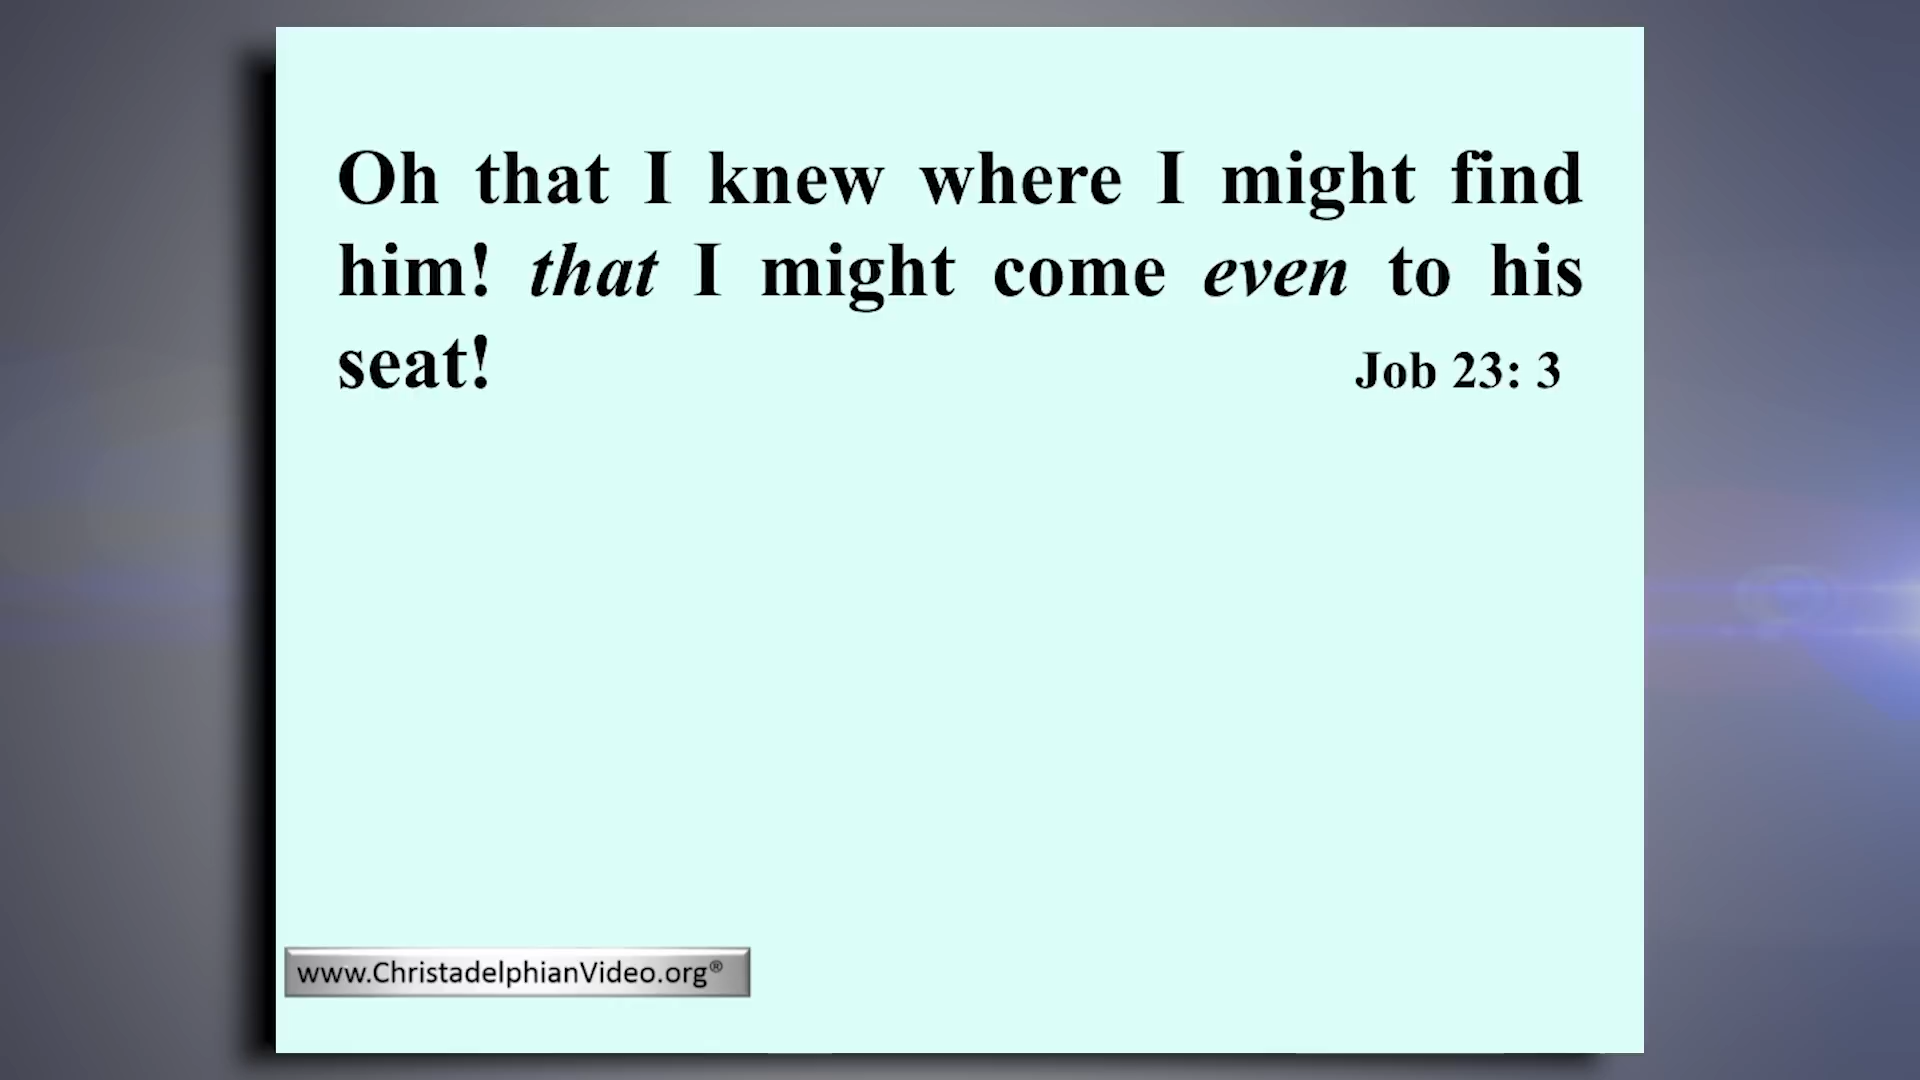 Oh that I knew where I might find
him! that I might come even to his
seat! Job 23: 3
www.ChristadelphianVideo.org®